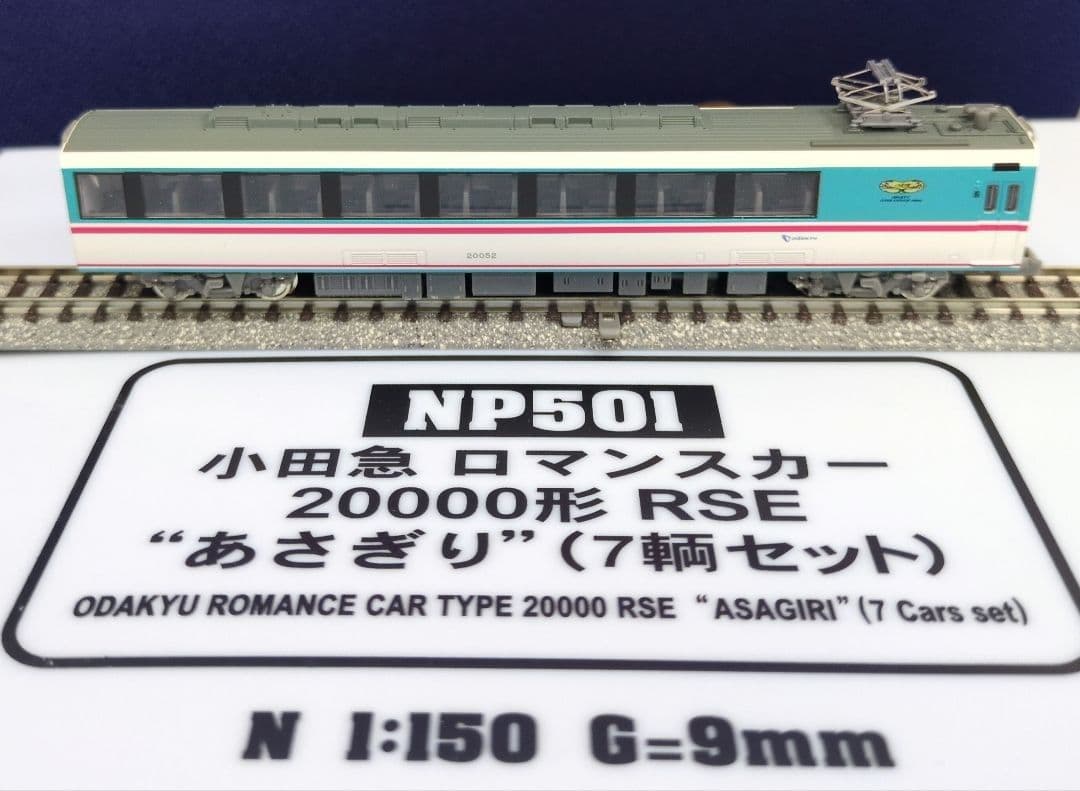 20052
NP501
小田急 ロマンスカー
20000形 RSE
“あさぎり”(7輌セット)
ODAKYU ROMANCE CAR TYPE 20000 RSE “ASAGIRI” (7 Cars set)
N 1:150 G=9mm